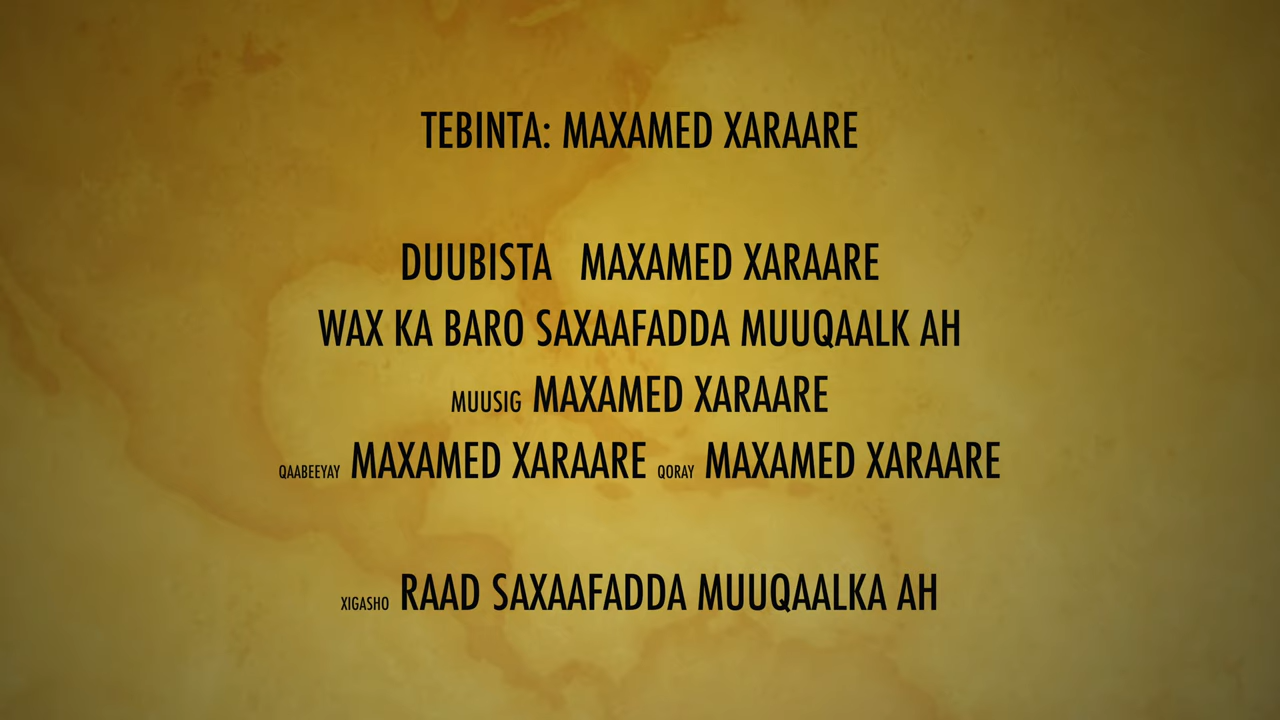 TEBINTA: MAXAMED XARAARE
DUUBISTA MAXAMED XARAARE
WAX KA BARO SAXAAFADDA MUUQAALK AH
MUUSIG MAXAMED XARAARE
QAABEEYAY MAXAMED XARAARE QORAY MAXAMED XARAARE
XIGASHO RAAD SAXAAFADDA MUUQAALKA AH